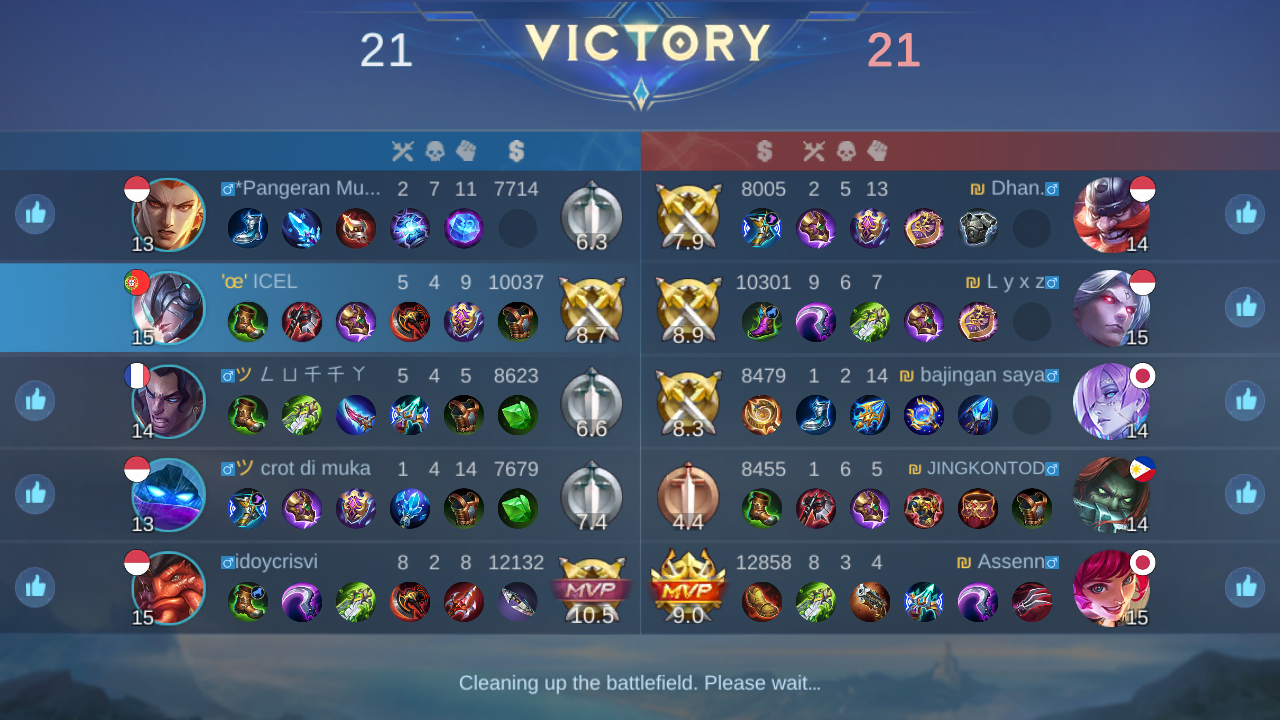 21 VICTORY 21
*Pangeran Mu... 2 7 11 7714
13 6.3
8005 2 5 13 Dhan.
7.9 14
'œ' ICEL 5 4 9 10037
15 8.7
10301 9 6 7 L y x z
8.9 15
ツ ㄥ ㄩ 千 千 丫 5 4 5 8623
14 6.6
8479 1 2 14 bajingan saya
8.3 14
ツ crot di muka 1 4 14 7679
13 7.4
8455 1 6 5 JINGKONTOD
4.4 14
idoycrisvi 8 2 8 12132
15 MVP 10.5
12858 8 3 4 Assenn
MVP 9.0 15
Cleaning up the battlefield. Please wait...